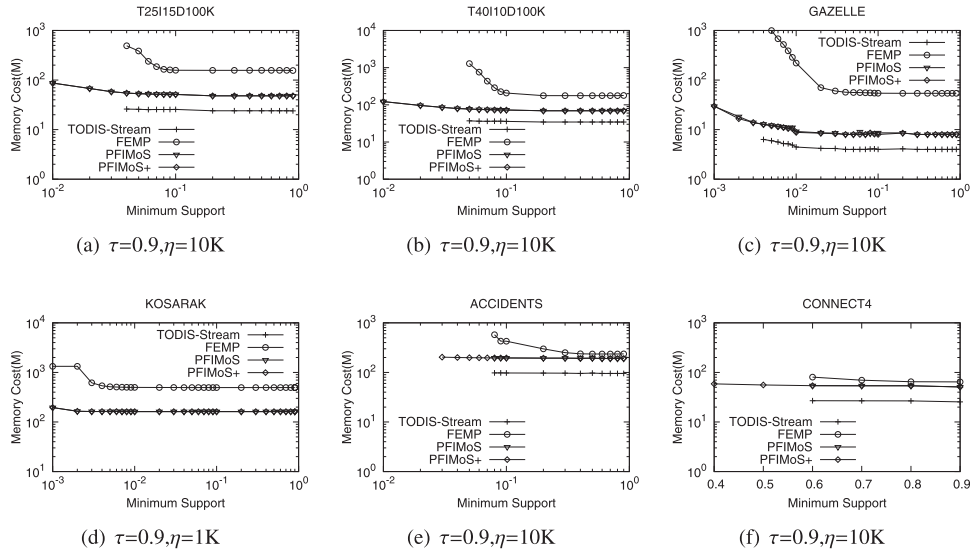 T25I15D100K
Memory Cost(M)
10^3
10^2
10^1
10^0
TODIS-Stream
FEMP
PFIMoS
PFIMoS+
10^-2
10^-1
10^0
Minimum Support
(a) τ=0.9,η=10K
T40I10D100K
Memory Cost(M)
10^4
10^3
10^2
10^1
10^0
TODIS-Stream
FEMP
PFIMoS
PFIMoS+
10^-2
10^-1
10^0
Minimum Support
(b) τ=0.9,η=10K
GAZELLE
Memory Cost(M)
10^3
10^2
10^1
10^0
TODIS-Stream
FEMP
PFIMoS
PFIMoS+
10^-3
10^-2
10^-1
10^0
Minimum Support
(c) τ=0.9,η=10K
KOSARAK
Memory Cost(M)
10^4
10^3
10^2
10^1
TODIS-Stream
FEMP
PFIMoS
PFIMoS+
10^-3
10^-2
10^-1
10^0
Minimum Support
(d) τ=0.9,η=1K
ACCIDENTS
Memory Cost(M)
10^3
10^2
10^1
10^0
TODIS-Stream
FEMP
PFIMoS
PFIMoS+
10^-2
10^-1
10^0
Minimum Support
(e) τ=0.9,η=10K
CONNECT4
Memory Cost(M)
10^3
10^2
10^1
10^0
TODIS-Stream
FEMP
PFIMoS
PFIMoS+
0.4 0.5 0.6 0.7 0.8 0.9
Minimum Support
(f) τ=0.9,η=10K